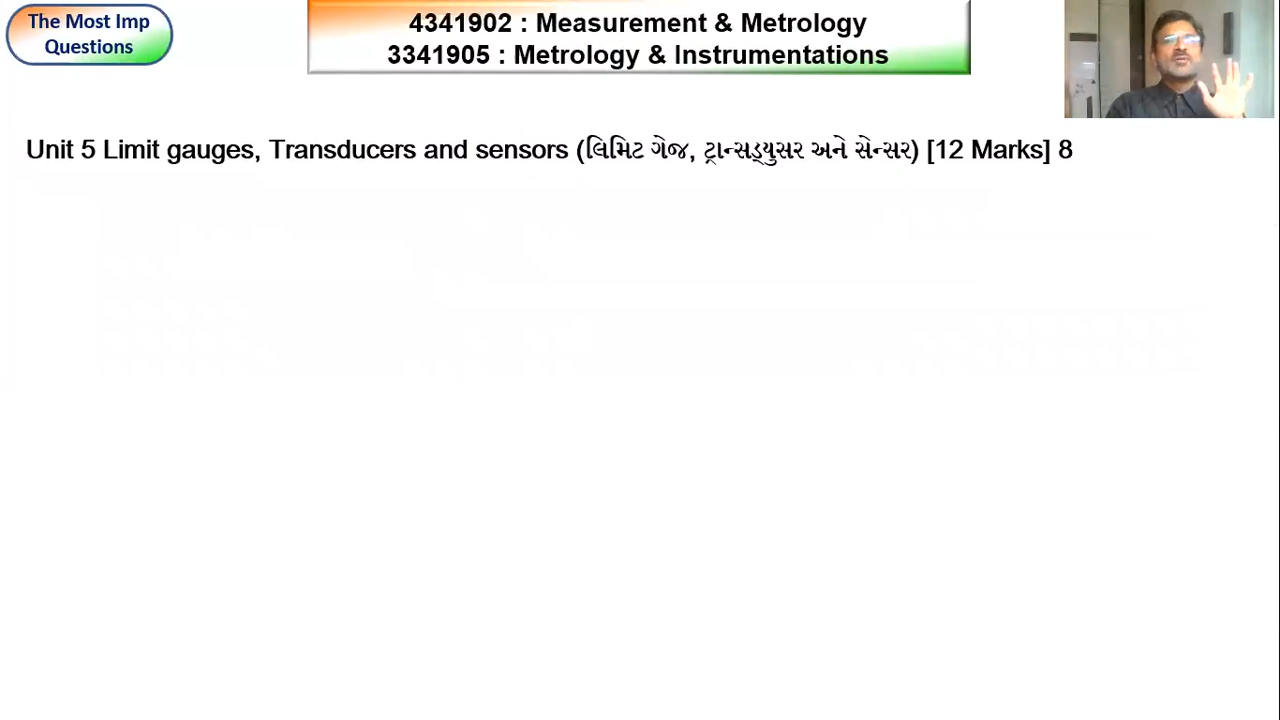 The Most Imp
Questions
4341902 : Measurement & Metrology
3341905 : Metrology & Instrumentations
Unit 5 Limit gauges, Transducers and sensors (લિમિટ ગેજ, ટ્રાન્સડ્યુસર અને સેન્સર) [12 Marks] 8